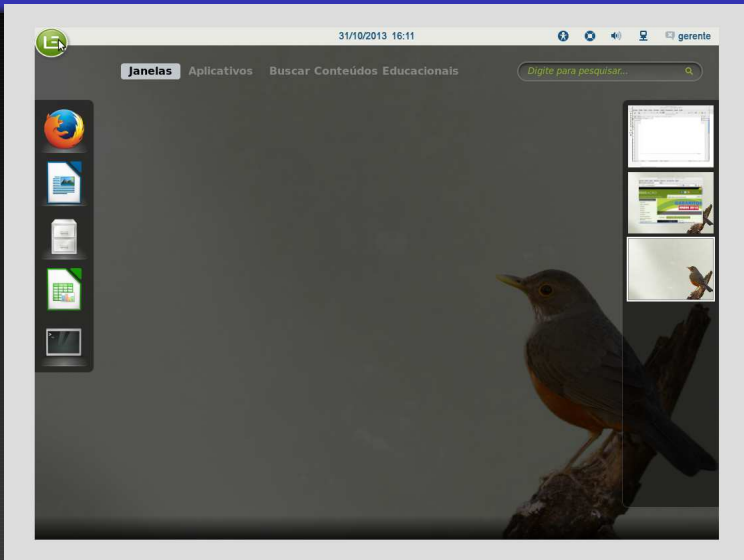 31/10/2013 16:11
gerente
Janelas Aplicativos Buscar Conteúdos Educacionais
Digite para pesquisar...